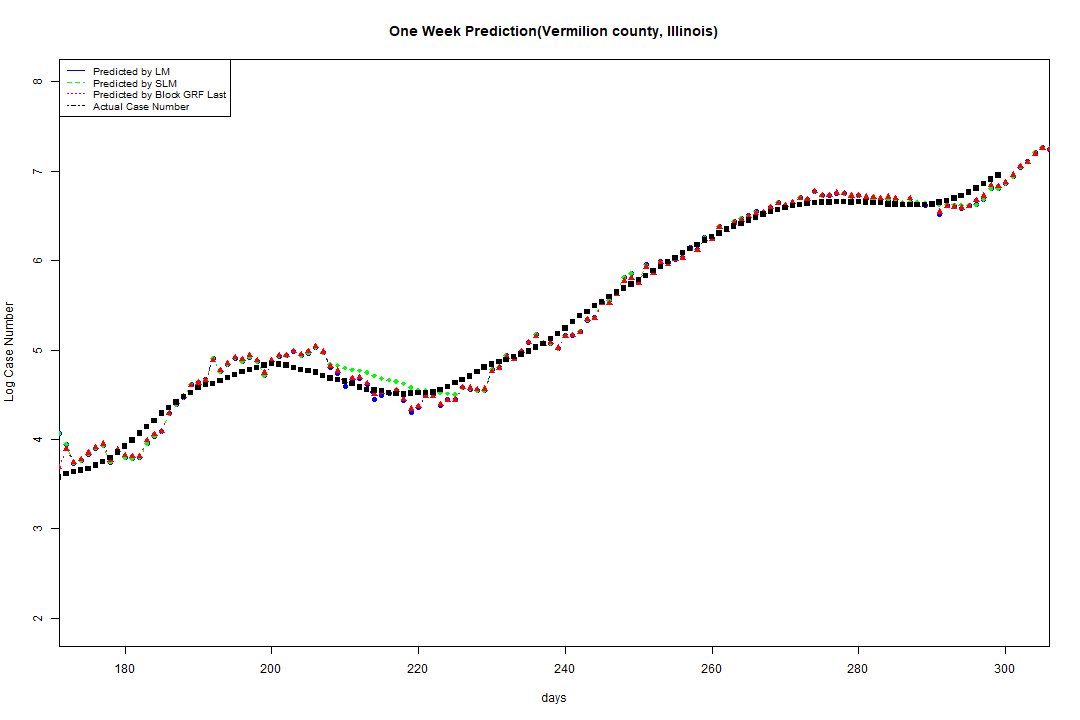 One Week Prediction(Vermilion county, Illinois)
Predicted by LM
Predicted by SLM
Predicted by Block GRF Last
Actual Case Number
8
7
6
5
4
3
2
Log Case Number
180 200 220 240 260 280 300
days